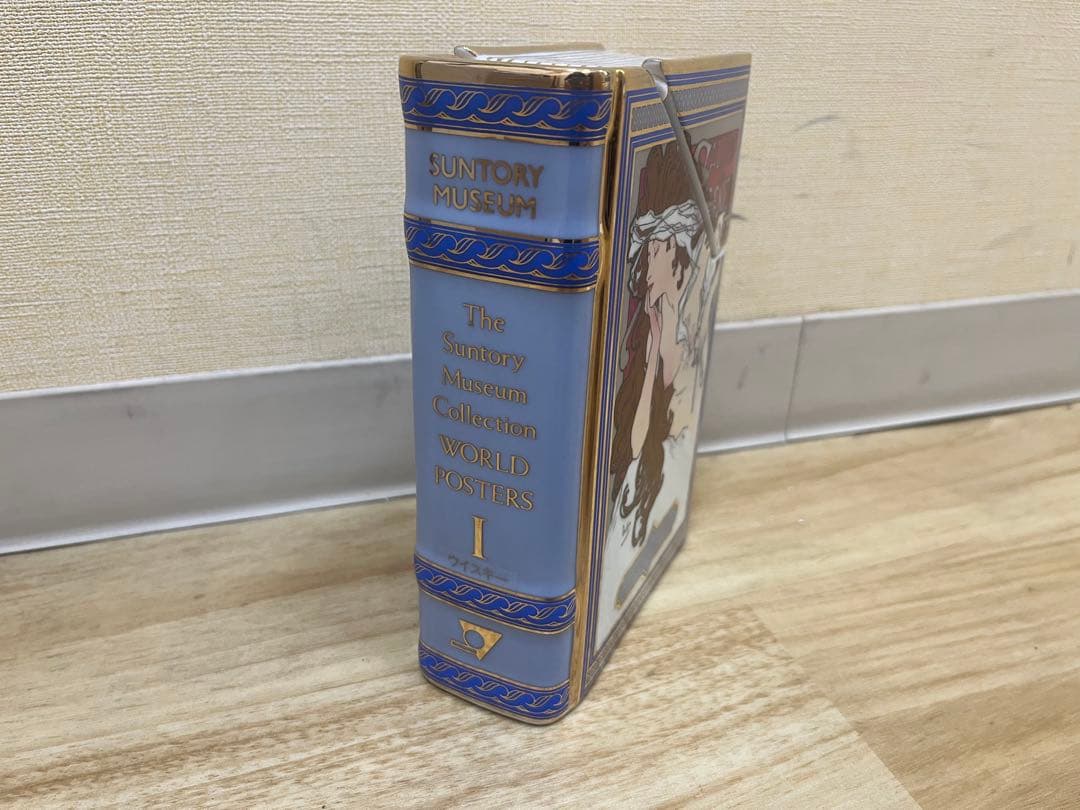 SUNTORY
MUSEUM
The
Suntory
Museum
Collection
WORLD
POSTERS
I
ウイスキー